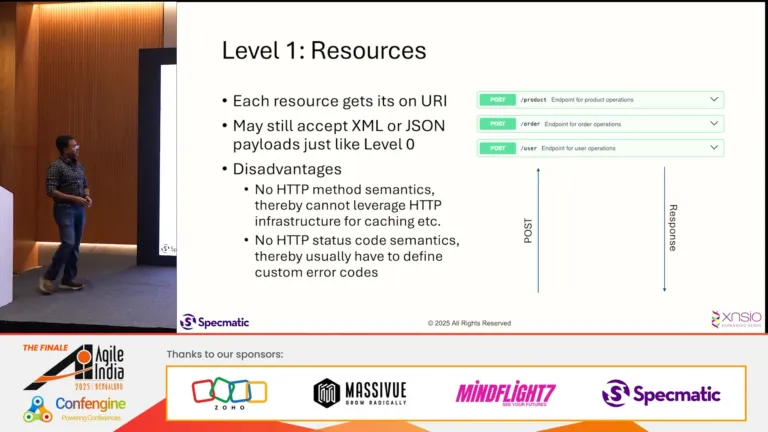 Level 1: Resources
• Each resource gets its on URI
• May still accept XML or JSON
payloads just like Level 0
• Disadvantages
• No HTTP method semantics,
thereby cannot leverage HTTP
infrastructure for caching etc.
• No HTTP status code semantics,
thereby usually have to define
custom error codes
POST /product Endpoint for product operations
POST /order Endpoint for order operations
POST /user Endpoint for user operations
POST
Response
Specmatic
© 2025 All Rights Reserved
XNSIO
THE FINALE
Agile
India
2025 | BENGALURU
Confengine
Powering Conferences
Thanks to our sponsors:
ZOHO
MASSIVUE
GROW RADICALLY
MINDFLIGHT7
SEE YOUR FUTURES
Specmatic